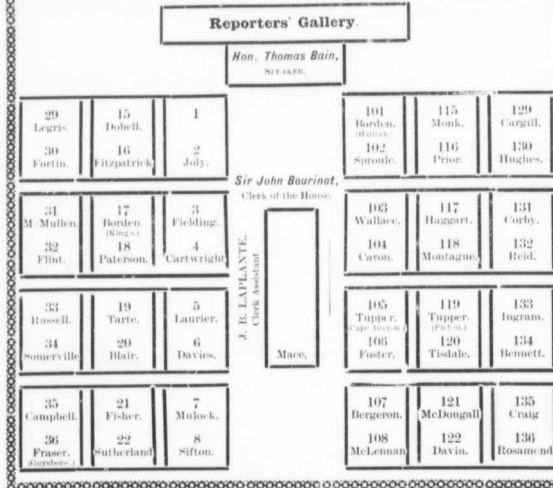 Reporters' Gallery.
Hon. Thomas Bain,
SPEAKER.
29 15 1
Legris. Dobell.
30 16 2
Fortin. Fitzpatrick Joly.
101 115 129
Borden. Monk. Cargill.
(Halifax)
102 116 130
Sproule. Prior. Hughes.
Sir John Bourinot,
Clerk of the House.
31 17 3
McMullen. Borden. Fielding.
(King's.)
32 18 4
Flint. Paterson. Cartwright
103 117 131
Wallace. Haggart. Corby.
104 118 132
Caron. Montague. Reid.
J. B. LAPLANTE,
Clerk Assistant.
Mace.
33 19 5
Russell. Tarte. Laurier.
34 20 6
Somerville Blair. Davies.
105 119 133
Tupper. Tupper. Ingram.
(Cape Breton.) (Pictou.)
106 120 134
Foster. Tisdale. Bennett.
35 21 7
Campbell. Fisher. Mulock.
36 22 8
Fraser. Sutherland Sifton.
(Guysboro.)
107 121 135
Bergeron. McDougall Craig
108 122 136
McLennan Davin. Rosamond